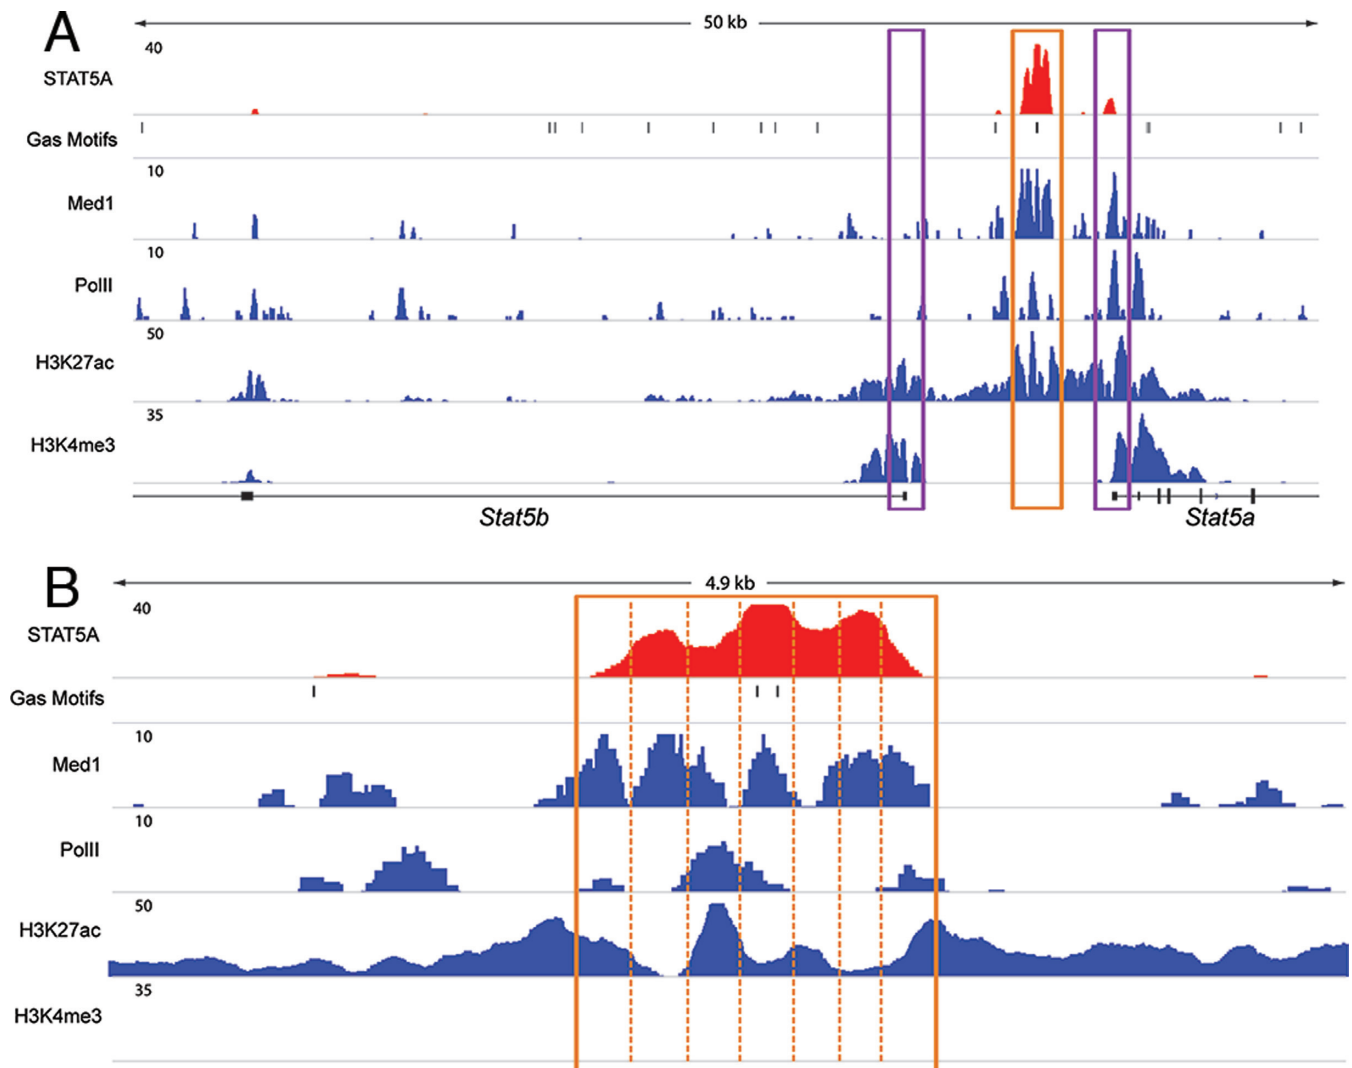 A
50 kb
40
STAT5A
Gas Motifs
10
Med1
10
PolII
50
H3K27ac
35
H3K4me3
Stat5b
Stat5a
B
4.9 kb
40
STAT5A
Gas Motifs
10
Med1
10
PolII
50
H3K27ac
35
H3K4me3